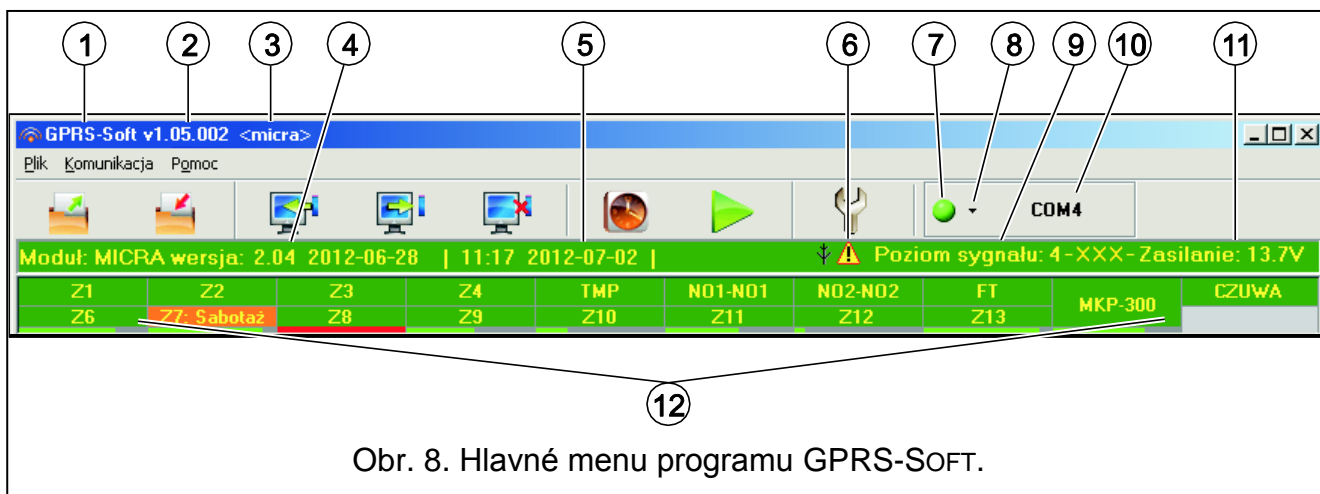 1 2 3 4 5 6 7 8 9 10 11
GPRS-Soft v1.05.002 <micra>
Plik Komunikacja Pomoc
COM4
Moduł: MICRA wersja: 2.04 2012-06-28 | 11:17 2012-07-02 | Poziom sygnału: 4-XXX-Zasilanie: 13.7V
Z1 Z2 Z3 Z4 TMP NO1-NO1 NO2-NO2 FT MKP-300 CZUWA
Z6 Z7: Sabotaż Z8 Z9 Z10 Z11 Z12 Z13
12
Obr. 8. Hlavné menu programu GPRS-SOFT.